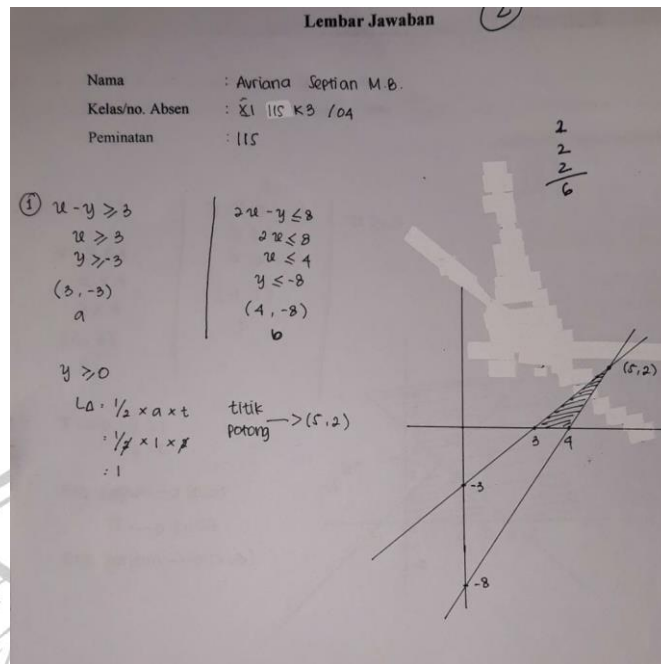 Lembar Jawaban
2
Nama : Avriana Septian M.B.
Kelas/no. Absen : XI IIS K3 /04
Peminatan : IIS
2
2
2
6
① x - y ≥ 3
x ≥ 3
y ≥ -3
(3, -3)
a
2x - y ≤ 8
2x ≤ 8
x ≤ 4
y ≤ -8
(4, -8)
b
y ≥ 0
LΔ : 1/2 × a × t
: 1/2 × 1 × 2
: 1
titik
potong → (5,2)
(5,2)
3 4
-3
-8